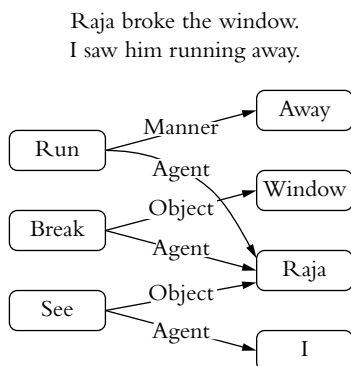 Raja broke the window.
I saw him running away.
Away
Manner
Run
Agent
Window
Object
Break
Agent
Raja
Object
See
Agent
I